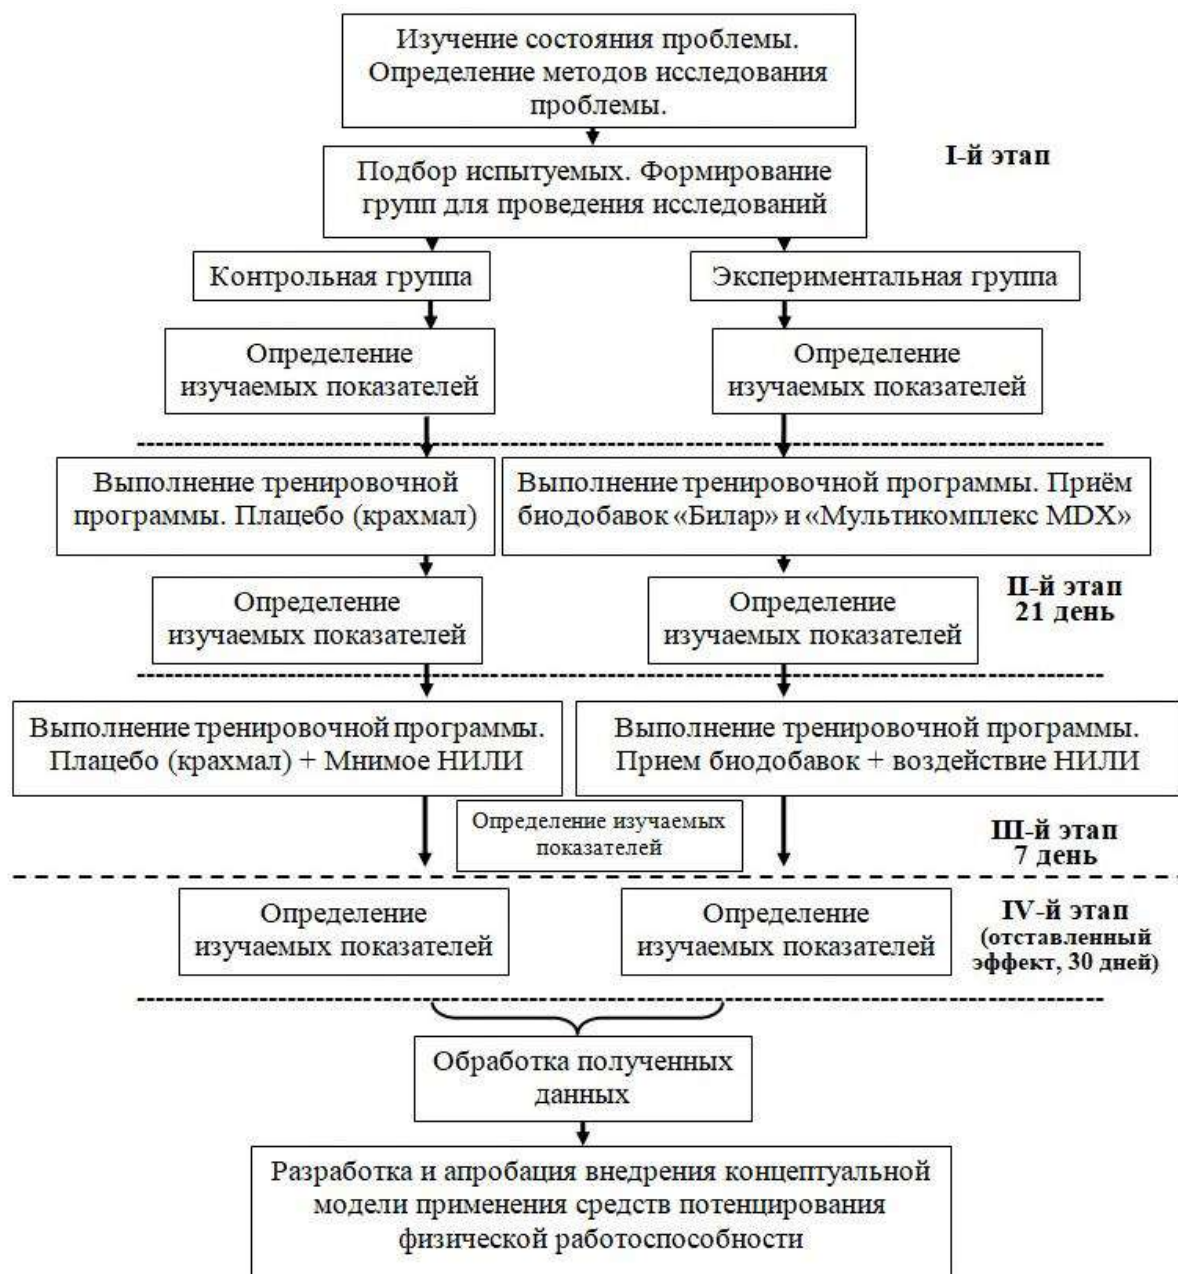 Изучение состояния проблемы.
Определение методов исследования
проблемы.
I-й этап
Подбор испытуемых. Формирование
групп для проведения исследований
Контрольная группа
Экспериментальная группа
Определение
изучаемых показателей
Определение
изучаемых показателей
Выполнение тренировочной
программы. Плацебо (крахмал)
Выполнение тренировочной программы. Приём
биодобавок «Билар» и «Мультикомплекс MDX»
Определение
изучаемых показателей
Определение
изучаемых показателей
II-й этап
21 день
Выполнение тренировочной программы.
Плацебо (крахмал) + Мнимое НИЛИ
Выполнение тренировочной программы.
Прием биодобавок + воздействие НИЛИ
Определение изучаемых
показателей
III-й этап
7 день
Определение
изучаемых показателей
Определение
изучаемых показателей
IV-й этап
(отставленный
эффект, 30 дней)
Обработка полученных
данных
Разработка и апробация внедрения концептуальной
модели применения средств потенцирования
физической работоспособности